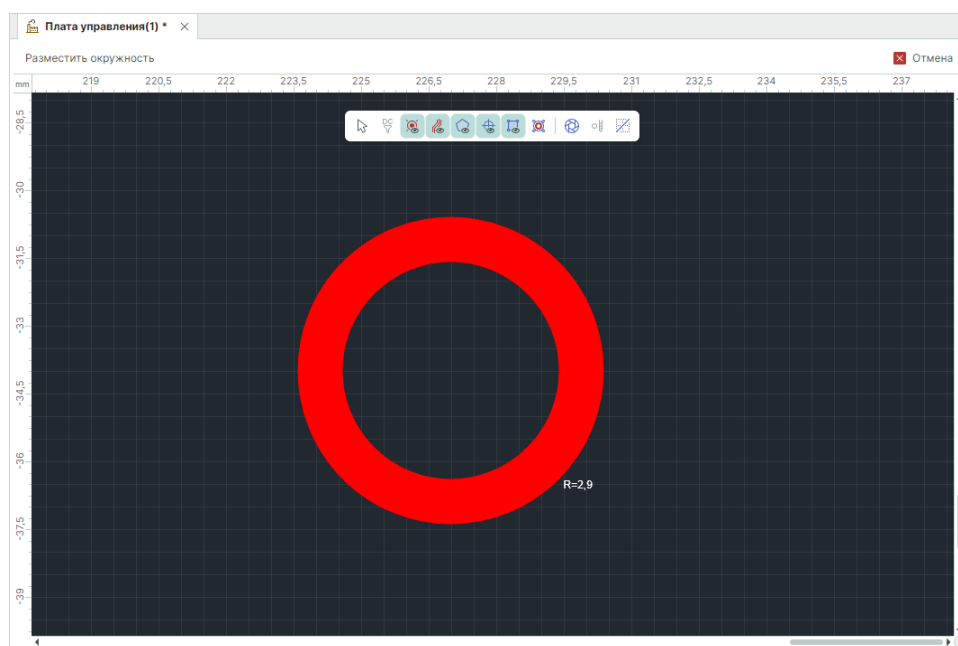 Плата управления(1) *
Разместить окружность
Отмена
mm 219 220,5 222 223,5 225 226,5 228 229,5 231 232,5 234 235,5 237
DC
-28,5
-30
-31,5
-33
-34,5
-36
R=2,9
-37,5
-39